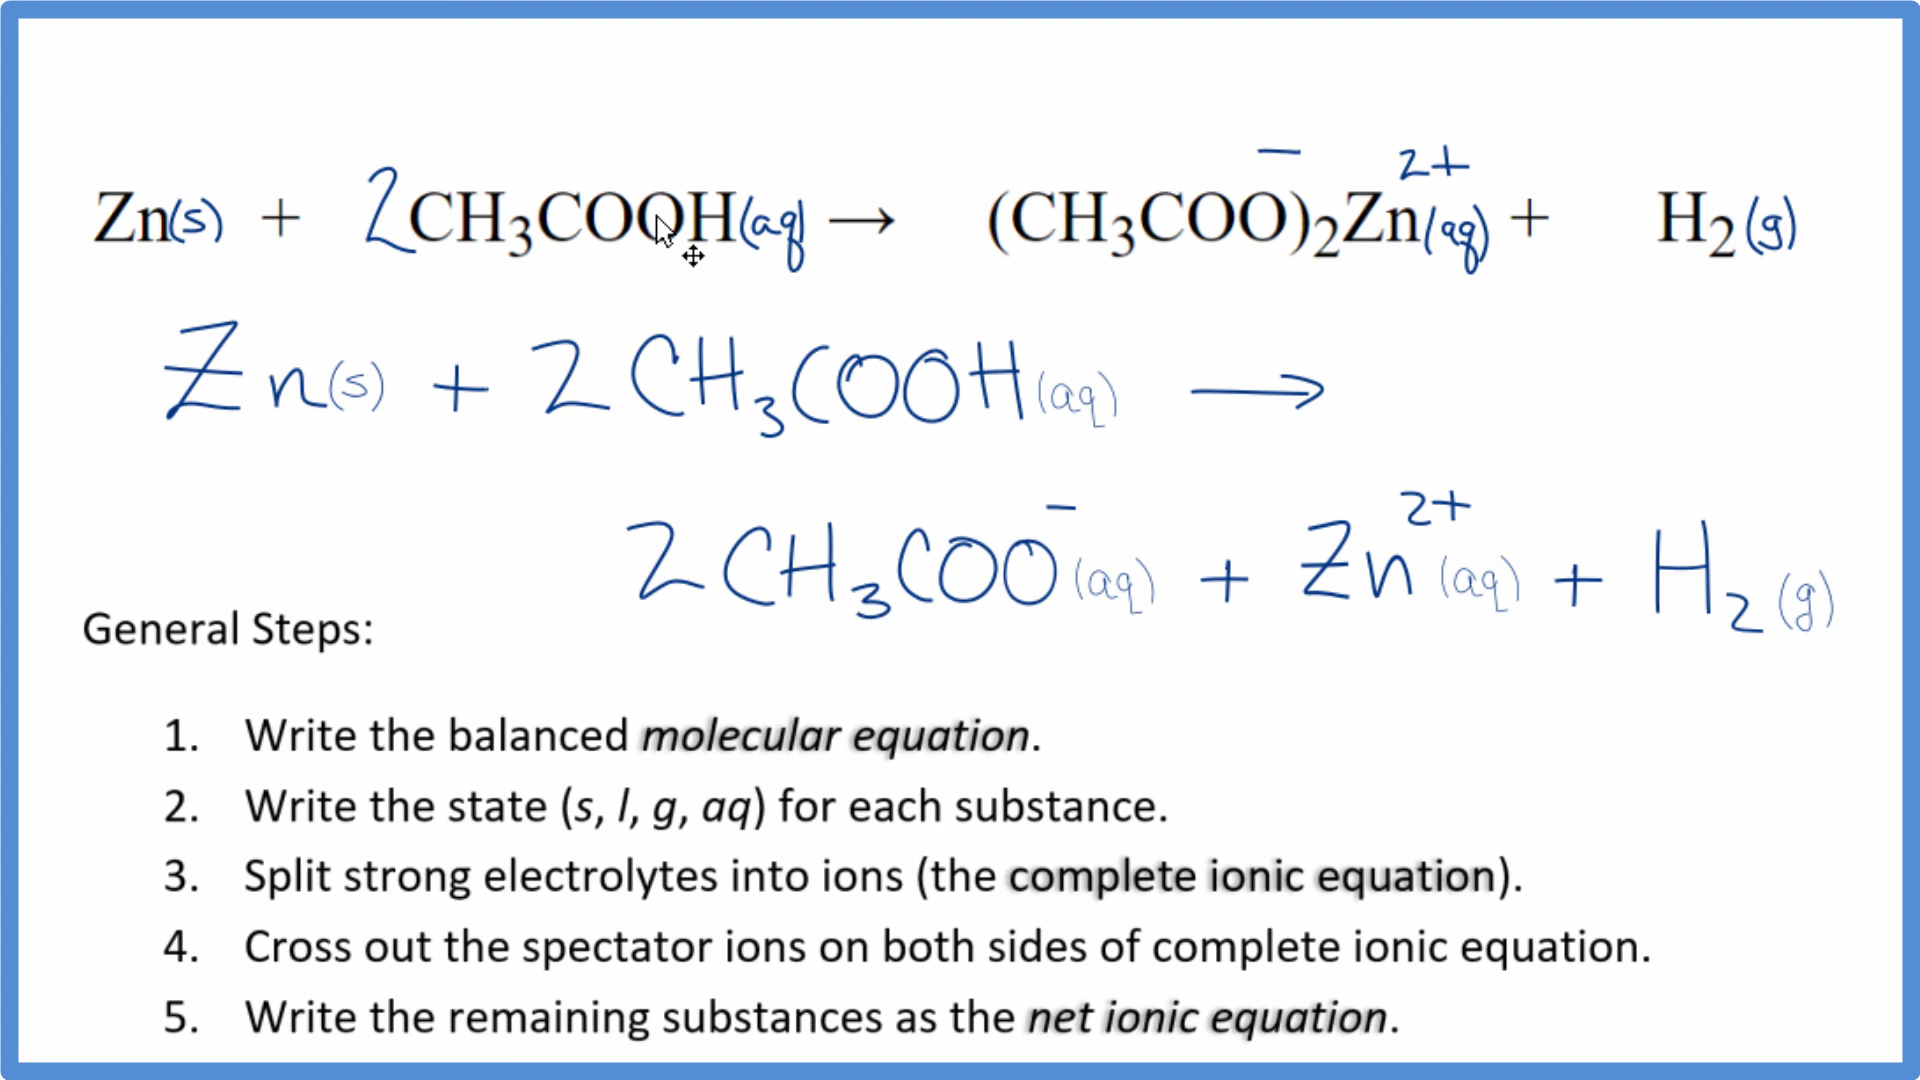 Zn(s) + 2CH₃COOH(aq) → (CH₃COO⁻)₂Zn²⁺(aq) + H₂(g)
Zn(s) + 2CH₃COOH(aq) →
2CH₃COO⁻(aq) + Zn²⁺(aq) + H₂(g)
General Steps:
1. Write the balanced molecular equation.
2. Write the state (s, l, g, aq) for each substance.
3. Split strong electrolytes into ions (the complete ionic equation).
4. Cross out the spectator ions on both sides of complete ionic equation.
5. Write the remaining substances as the net ionic equation.